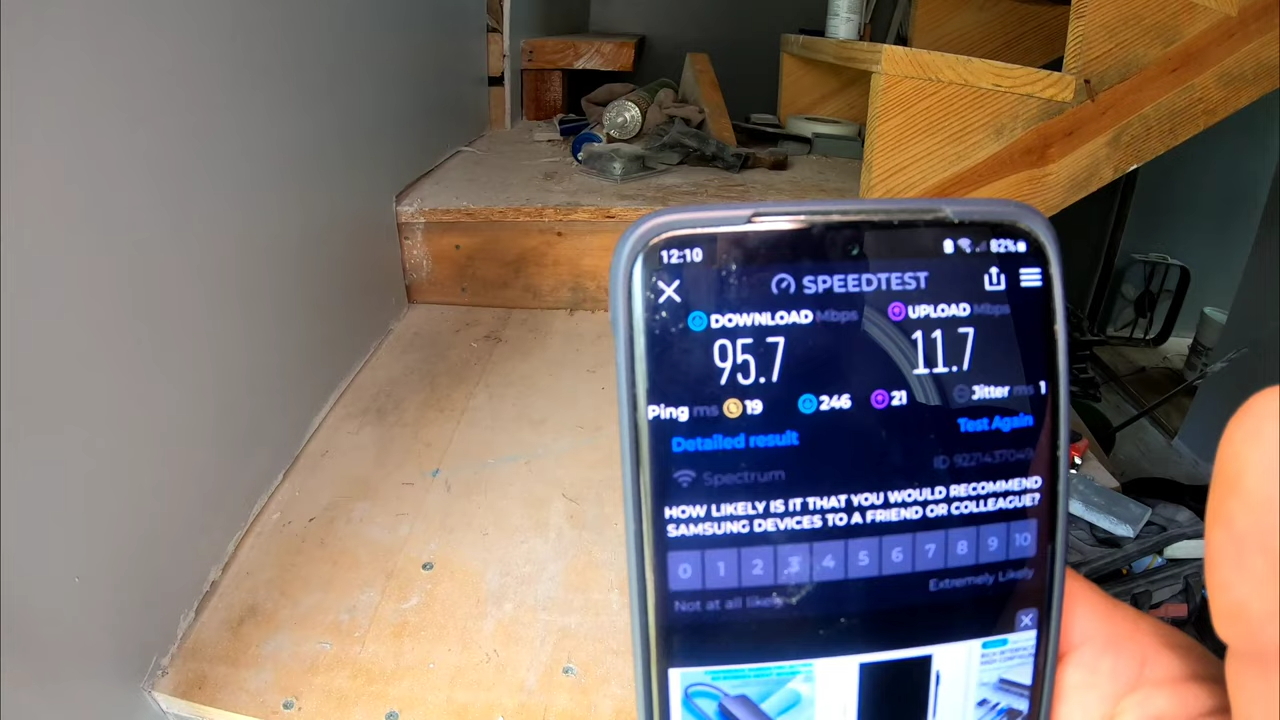 12:10 82%
SPEEDTEST
DOWNLOAD Mbps UPLOAD Mbps
95.7 11.7
Ping ms 19 246 21 Jitter ms 1
Detailed result Test Again
Spectrum ID 9221437049
HOW LIKELY IS IT THAT YOU WOULD RECOMMEND
SAMSUNG DEVICES TO A FRIEND OR COLLEAGUE?
0 1 2 3 4 5 6 7 8 9 10
Not at all likely Extremely Likely